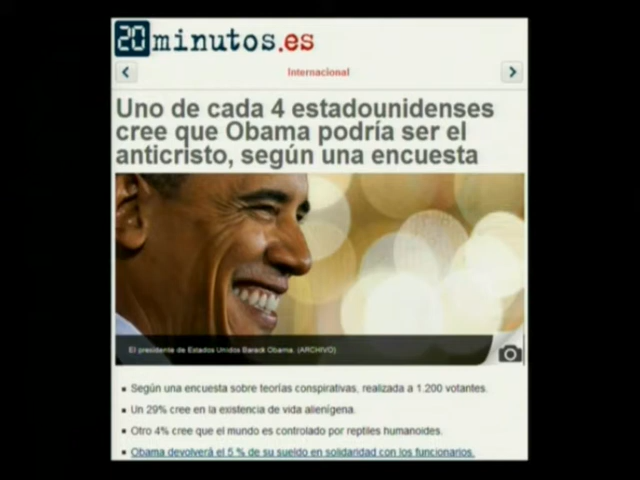 20minutos.es
Internacional
Uno de cada 4 estadounidenses
cree que Obama podría ser el
anticristo, según una encuesta
El presidente de Estados Unidos Barack Obama. (ARCHIVO)
Según una encuesta sobre teorías conspirativas, realizada a 1.200 votantes.
Un 29% cree en la existencia de vida alienígena.
Otro 4% cree que el mundo es controlado por reptiles humanoides.
Obama devolverá el 5 % de su sueldo en solidaridad con los funcionarios.